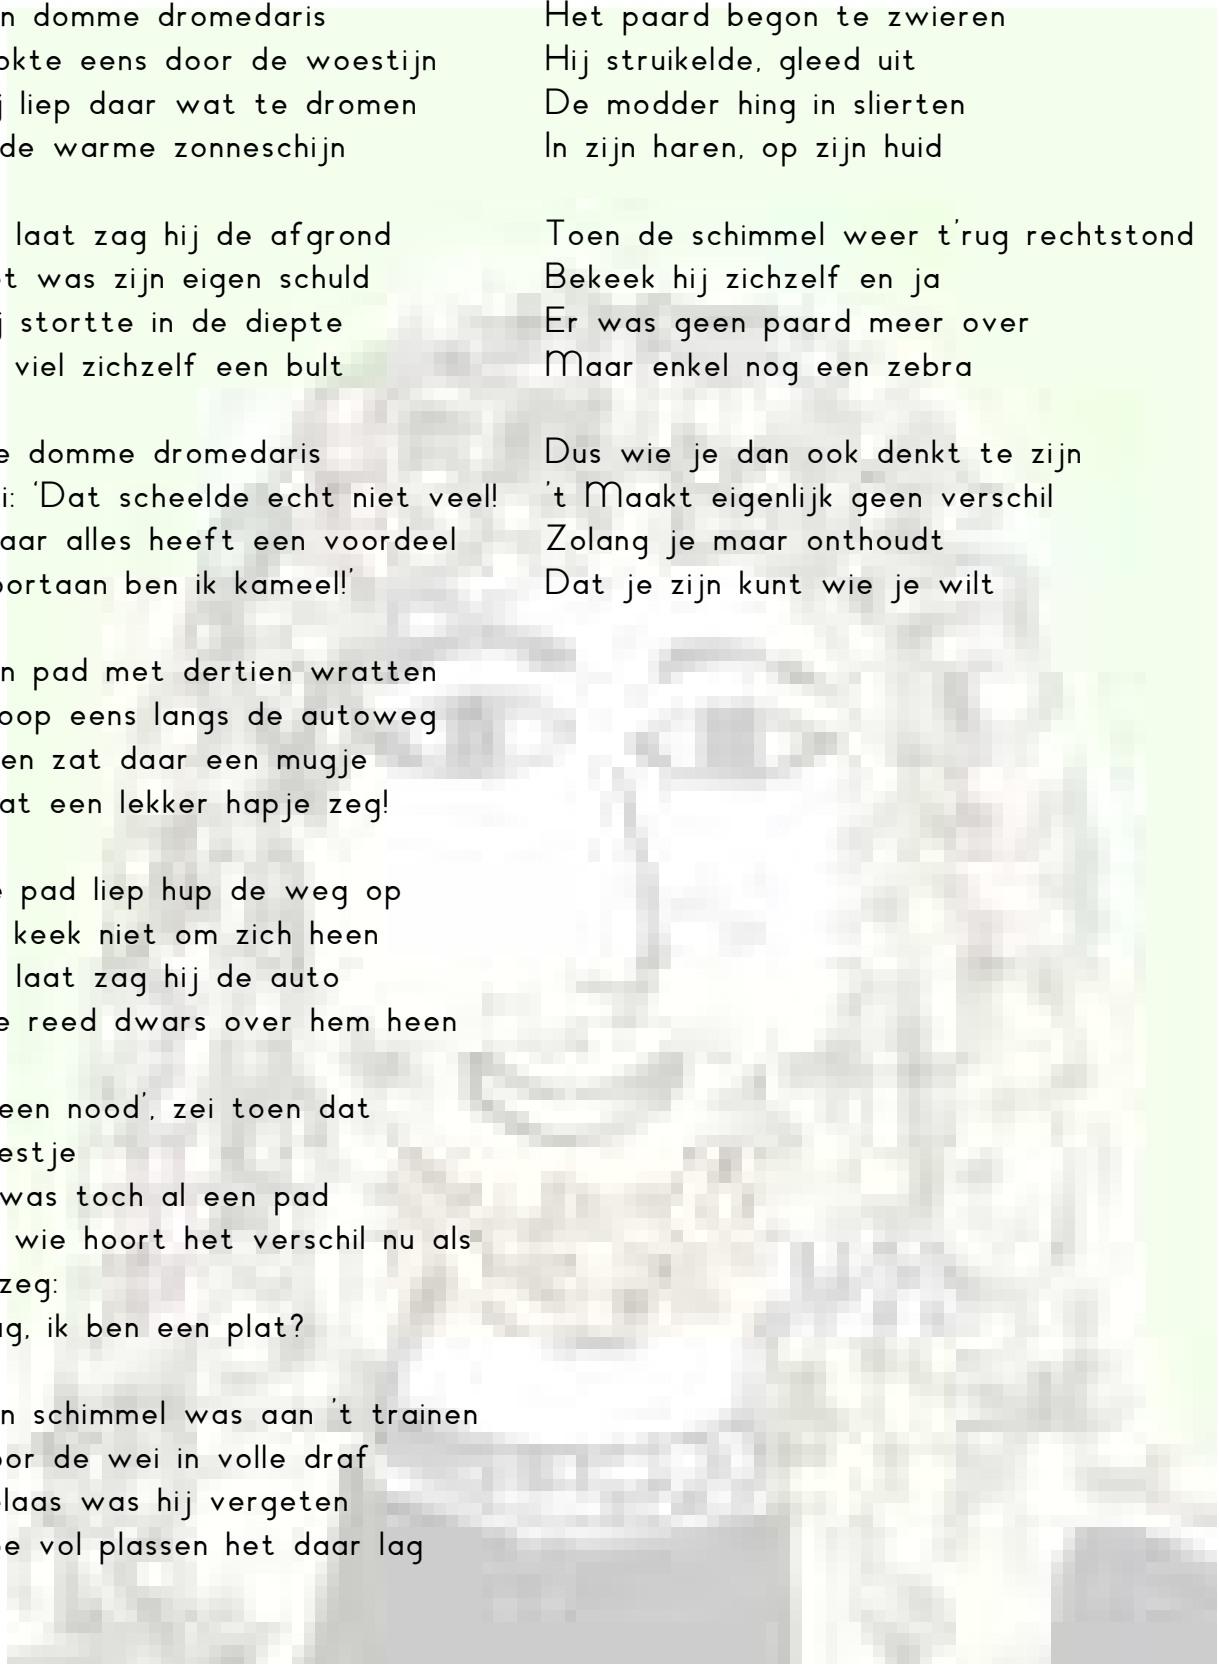 n domme dromedaris
okte eens door de woestijn
j liep daar wat te dromen
de warme zonneschijn
laat zag hij de afgrond
t was zijn eigen schuld
j stortte in de diepte
viel zichzelf een bult
e domme dromedaris
i: ‘Dat scheelde echt niet veel!
aar alles heeft een voordeel
oortaan ben ik kameel!’
n pad met dertien wratten
oop eens langs de autoweg
en zat daar een mugje
at een lekker hapje zeg!
e pad liep hup de weg op
keek niet om zich heen
laat zag hij de auto
e reed dwars over hem heen
een nood’, zei toen dat
estje
was toch al een pad
wie hoort het verschil nu als
zeg:
ag, ik ben een plat?
n schimmel was aan ’t trainen
oor de wei in volle draf
elaas was hij vergeten
oe vol plassen het daar lag
Het paard begon te zwieren
Hij struikelde, gleed uit
De modder hing in slierten
In zijn haren, op zijn huid
Toen de schimmel weer t’rug rechtstond
Bekeek hij zichzelf en ja
Er was geen paard meer over
Maar enkel nog een zebra
Dus wie je dan ook denkt te zijn
’t Maakt eigenlijk geen verschil
Zolang je maar onthoudt
Dat je zijn kunt wie je wilt